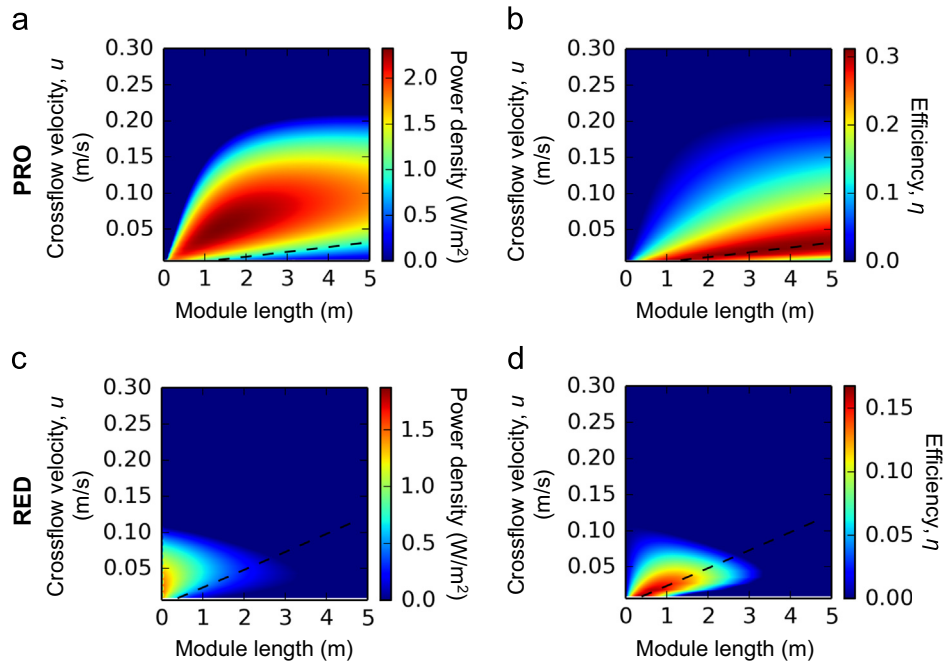 a
PRO
Crossflow velocity, u
(m/s)
0.30
0.25
0.20
0.15
0.10
0.05
0 1 2 3 4 5
Module length (m)
2.0
1.5
1.0
0.5
0.0
Power density (W/m²)
b
Crossflow velocity, u
(m/s)
0.30
0.25
0.20
0.15
0.10
0.05
0 1 2 3 4 5
Module length (m)
0.3
0.2
0.1
0.0
Efficiency, η
c
RED
Crossflow velocity, u
(m/s)
0.30
0.25
0.20
0.15
0.10
0.05
0 1 2 3 4 5
Module length (m)
1.5
1.0
0.5
0.0
Power density (W/m²)
d
Crossflow velocity, u
(m/s)
0.30
0.25
0.20
0.15
0.10
0.05
0 1 2 3 4 5
Module length (m)
0.15
0.10
0.05
0.00
Efficiency, η